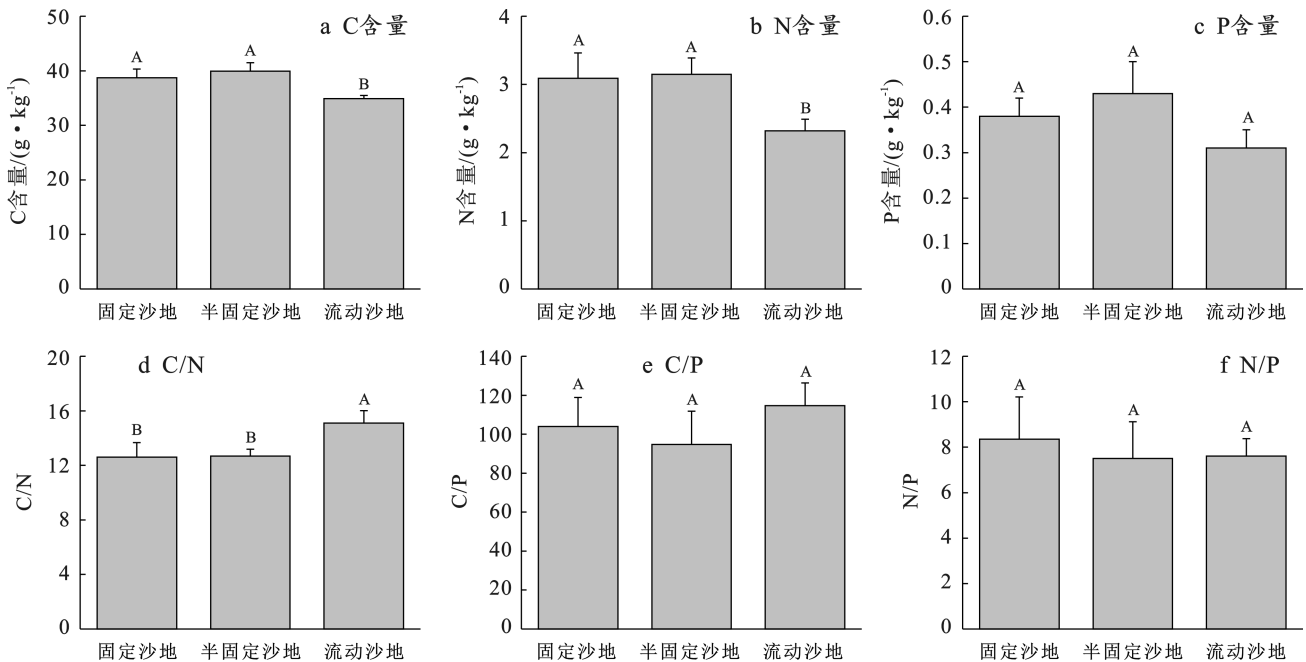 a C含量
C含量/(g·kg⁻¹)
50
40
30
20
10
0
A
A
B
固定沙地
半固定沙地
流动沙地
b N含量
N含量/(g·kg⁻¹)
4
3
2
1
0
A
A
B
固定沙地
半固定沙地
流动沙地
c P含量
P含量/(g·kg⁻¹)
0.6
0.5
0.4
0.3
0.2
0.1
0
A
A
A
固定沙地
半固定沙地
流动沙地
d C/N
C/N
20
16
12
8
4
0
B
B
A
固定沙地
半固定沙地
流动沙地
e C/P
C/P
140
120
100
80
60
40
20
0
A
A
A
固定沙地
半固定沙地
流动沙地
f N/P
N/P
12
10
8
6
4
2
0
A
A
A
固定沙地
半固定沙地
流动沙地